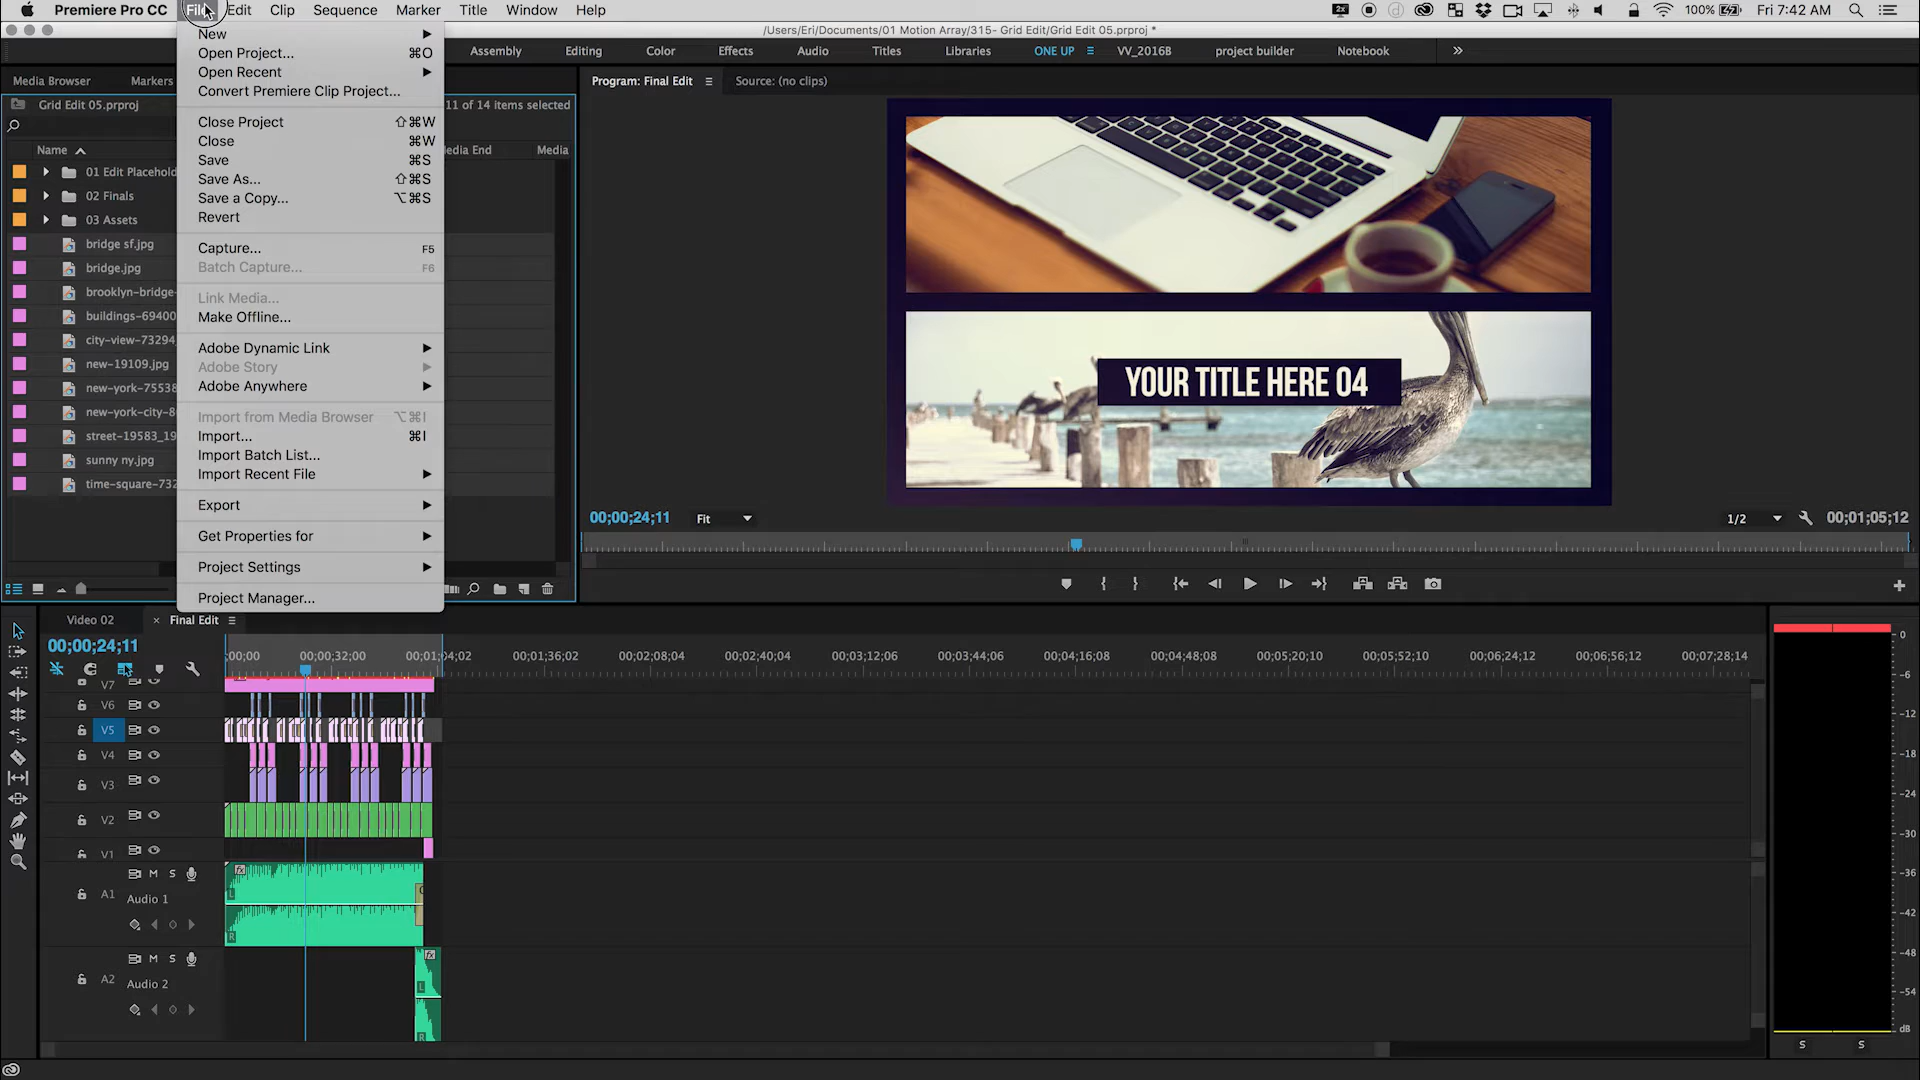 Premiere Pro CC File Edit Clip Sequence Marker Title Window Help 2x 100% Fri 7:42 AM
/Users/Eri/Documents/01 Motion Array/315- Grid Edit/Grid Edit 05.prproj *
Assembly Editing Color Effects Audio Titles Libraries ONE UP VV_2016B project builder Notebook
Media Browser Markers
Program: Final Edit Source: (no clips)
Grid Edit 05.prproj 11 of 14 items selected
Name Media End Media
01 Edit Placehold
02 Finals
03 Assets
bridge sf.jpg
bridge.jpg
brooklyn-bridge-
buildings-69400
city-view-73294
new-19109.jpg
new-york-75538
new-york-city-8
street-19583_19
sunny ny.jpg
time-square-732
New
Open Project... ⌘O
Open Recent
Convert Premiere Clip Project...
Close Project ⇧⌘W
Close ⌘W
Save ⌘S
Save As... ⇧⌘S
Save a Copy... ⌥⌘S
Revert
Capture... F5
Batch Capture... F6
Link Media...
Make Offline...
Adobe Dynamic Link
Adobe Story
Adobe Anywhere
Import from Media Browser ⌥⌘I
Import... ⌘I
Import Batch List...
Import Recent File
Export
Get Properties for
Project Settings
Project Manager...
YOUR TITLE HERE 04
00;00;24;11 Fit 1/2 00;01;05;12
Video 02 × Final Edit
00;00;24;11
;00;00 00;00;32;00 00;01;04;02 00;01;36;02 00;02;08;04 00;02;40;04 00;03;12;06 00;03;44;06 00;04;16;08 00;04;48;08 00;05;20;10 00;05;52;10 00;06;24;12 00;06;56;12 00;07;28;14
V7
V6
V5
V4
V3
V2
V1
M S
A1 Audio 1
fx
L
R
M S
A2 Audio 2
fx
L
R
0
-6
-12
-18
-24
-30
-36
-42
-48
-54
dB
S S